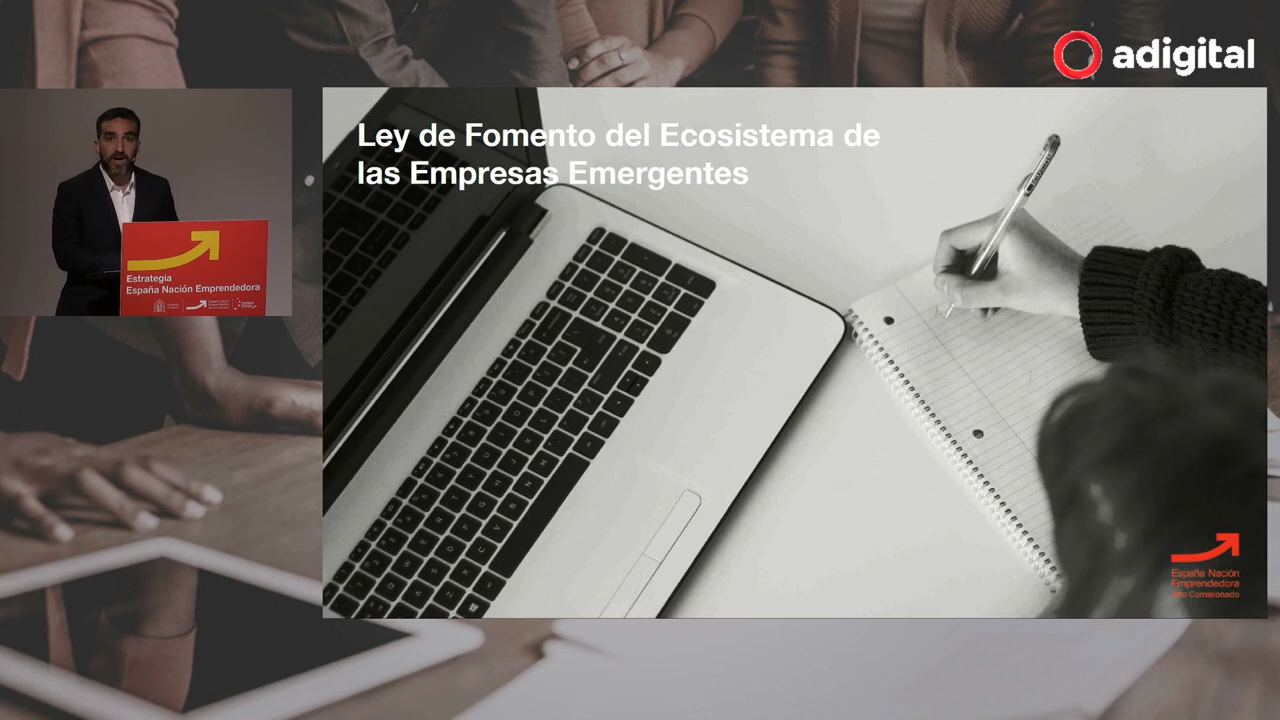 adigital
Ley de Fomento del Ecosistema de
las Empresas Emergentes
Estrategia
España Nación Emprendedora
España Nación
Emprendedora
Alto Comisionado